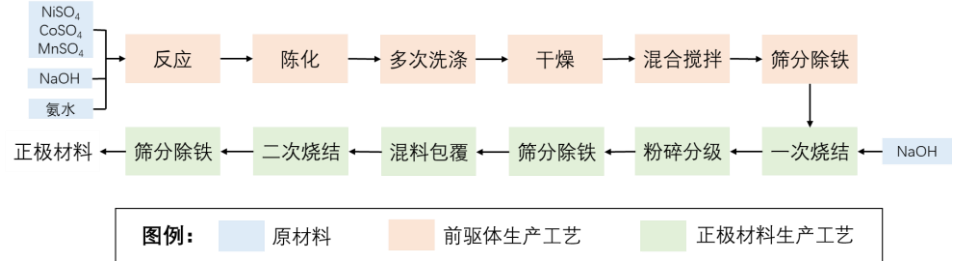 NiSO₄
CoSO₄
MnSO₄
NaOH
氨水
反应
陈化
多次洗涤
干燥
混合搅拌
筛分除铁
正极材料
筛分除铁
二次烧结
混料包覆
筛分除铁
粉碎分级
一次烧结
NaOH
图例：
原材料
前驱体生产工艺
正极材料生产工艺